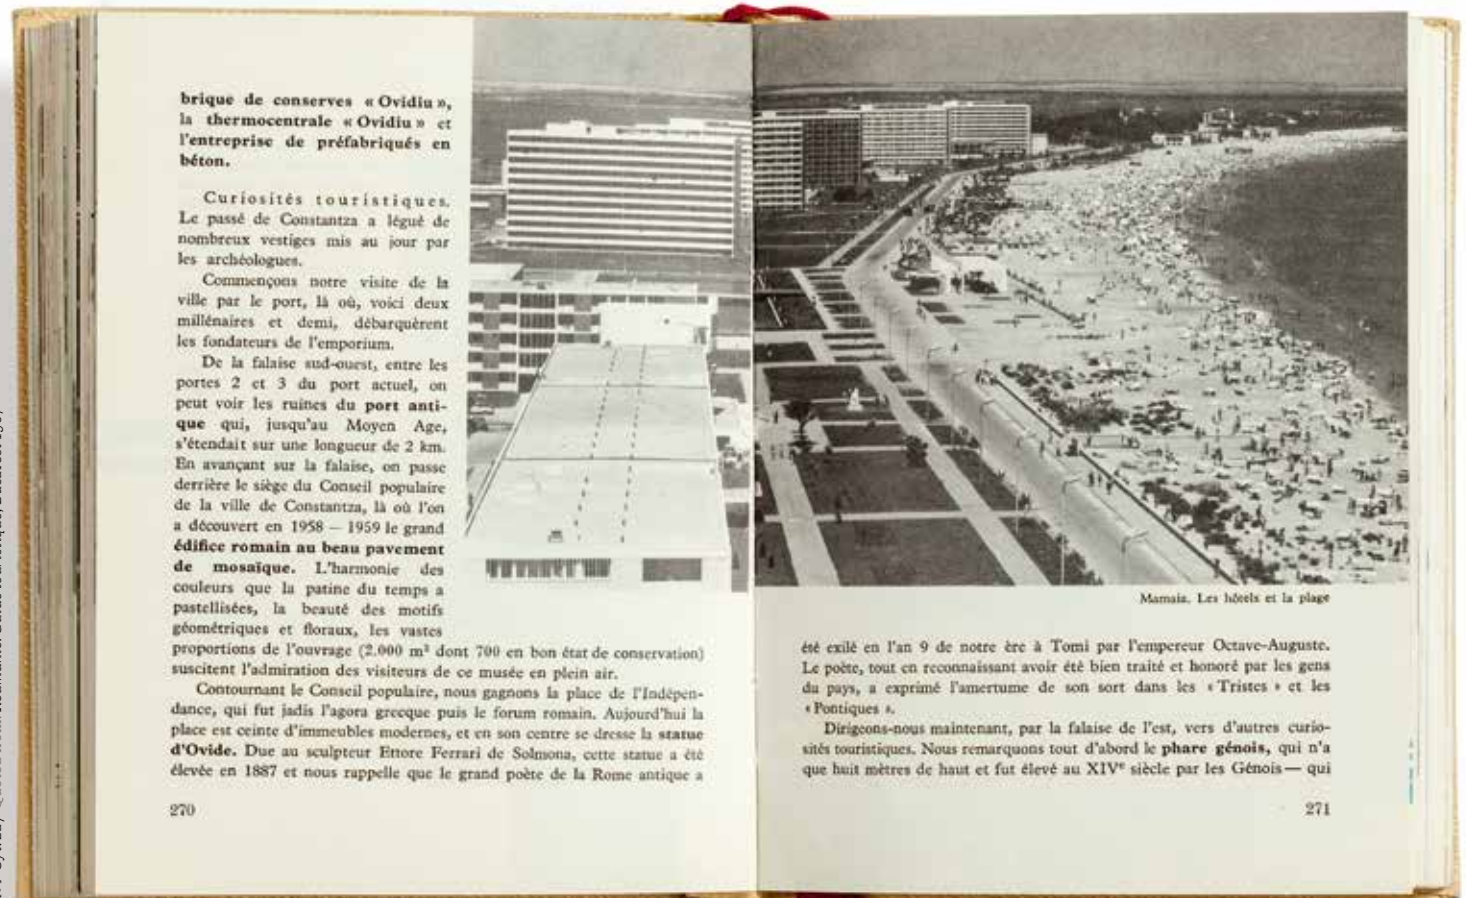 brique de conserves « Ovidiu »,
la thermocentrale « Ovidiu » et
l'entreprise de préfabriqués en
béton.
Curiosités touristiques.
Le passé de Constantza a légué de
nombreux vestiges mis au jour par
les archéologues.
Commençons notre visite de la
ville par le port, là où, voici deux
millénaires et demi, débarquèrent
les fondateurs de l'emporium.
De la falaise sud-ouest, entre les
portes 2 et 3 du port actuel, on
peut voir les ruines du port anti-
que qui, jusqu'au Moyen Age,
s'étendait sur une longueur de 2 km.
En avançant sur la falaise, on passe
derrière le siège du Conseil populaire
de la ville de Constantza, là où l'on
a découvert en 1958 — 1959 le grand
édifice romain au beau pavement
de mosaïque. L'harmonie des
couleurs que la patine du temps a
pastellisées, la beauté des motifs
géométriques et floraux, les vastes
proportions de l'ouvrage (2.000 m² dont 700 en bon état de conservation)
suscitent l'admiration des visiteurs de ce musée en plein air.
Contournant le Conseil populaire, nous gagnons la place de l'Indépen-
dance, qui fut jadis l'agora grecque puis le forum romain. Aujourd'hui la
place est ceinte d'immeubles modernes, et en son centre se dresse la statue
d'Ovide. Due au sculpteur Ettore Ferrari de Solmona, cette statue a été
élevée en 1887 et nous rappelle que le grand poète de la Rome antique a
270
Mamaia. Les hôtels et la plage
été exilé en l'an 9 de notre ère à Tomi par l'empereur Octave-Auguste.
Le poète, tout en reconnaissant avoir été bien traité et honoré par les gens
du pays, a exprimé l'amertume de son sort dans les « Tristes » et les
« Pontiques ».
Dirigeons-nous maintenant, par la falaise de l'est, vers d'autres curio-
sités touristiques. Nous remarquons tout d'abord le phare génois, qui n'a
que huit mètres de haut et fut élevé au XIVᵉ siècle par les Génois — qui
271